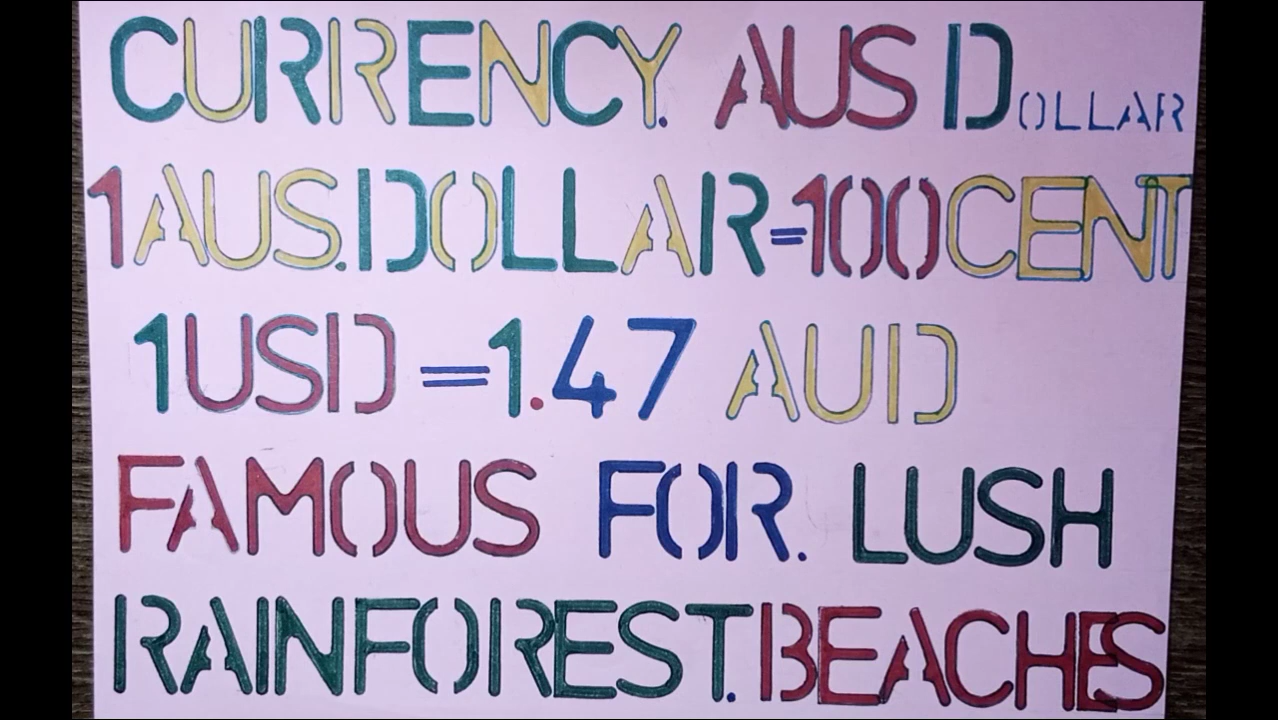 CURRENCY. AUS DOLLAR
1AUS.DOLLAR=100CENT
1USD =1.47 AUD
FAMOUS FOR. LUSH
RAINFOREST.BEACHES